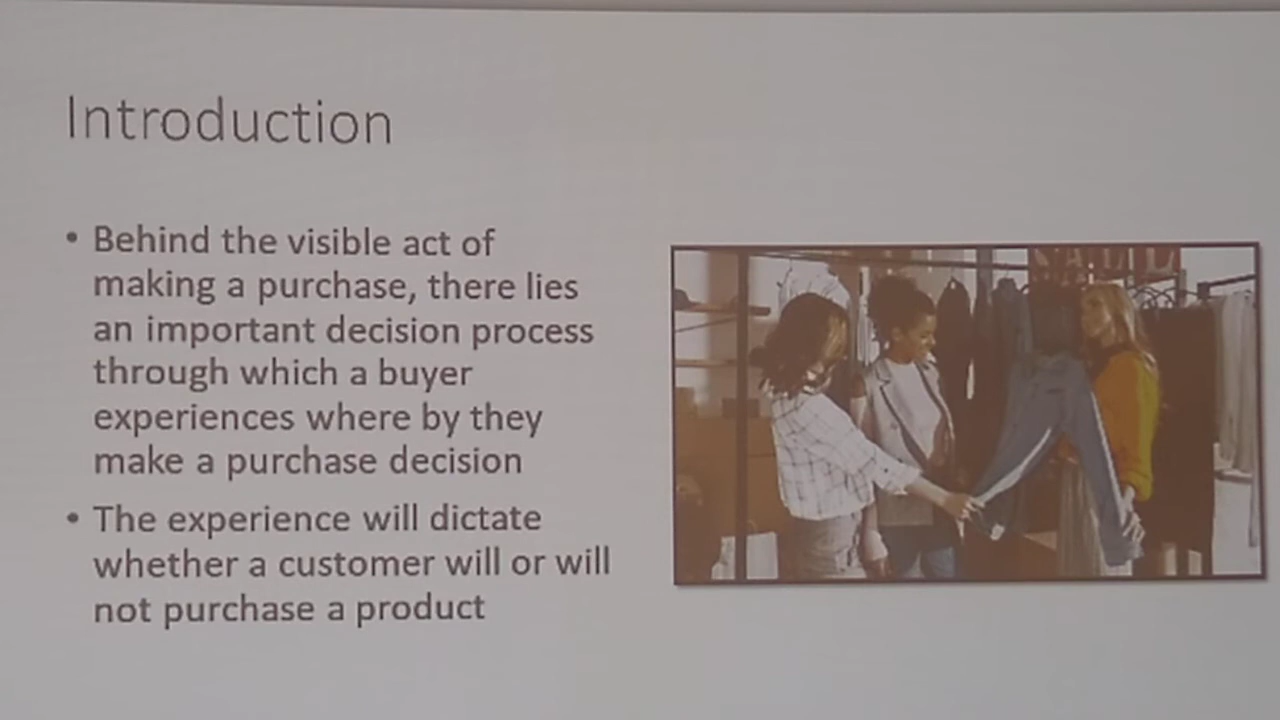 Introduction
• Behind the visible act of
making a purchase, there lies
an important decision process
through which a buyer
experiences where by they
make a purchase decision
• The experience will dictate
whether a customer will or will
not purchase a product